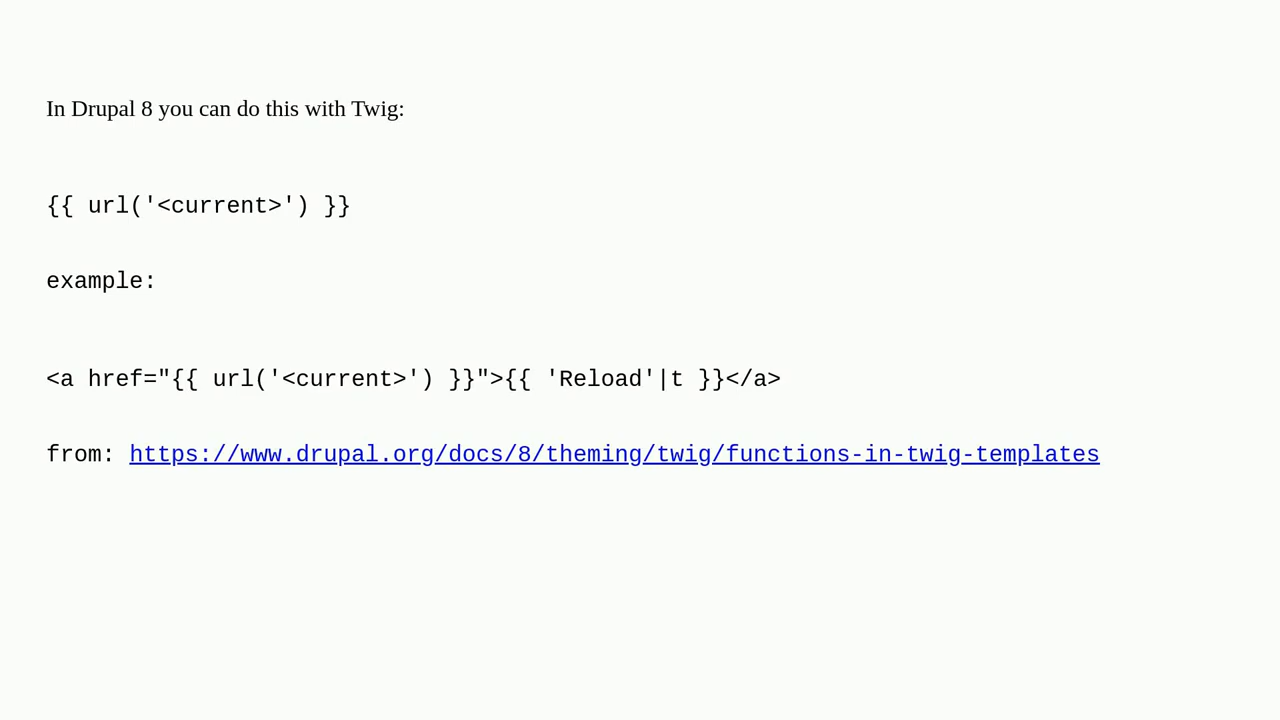 In Drupal 8 you can do this with Twig:
{{ url('<current>') }}
example:
<a href="{{ url('<current>') }}">{{ 'Reload'|t }}</a>
from: https://www.drupal.org/docs/8/theming/twig/functions-in-twig-templates